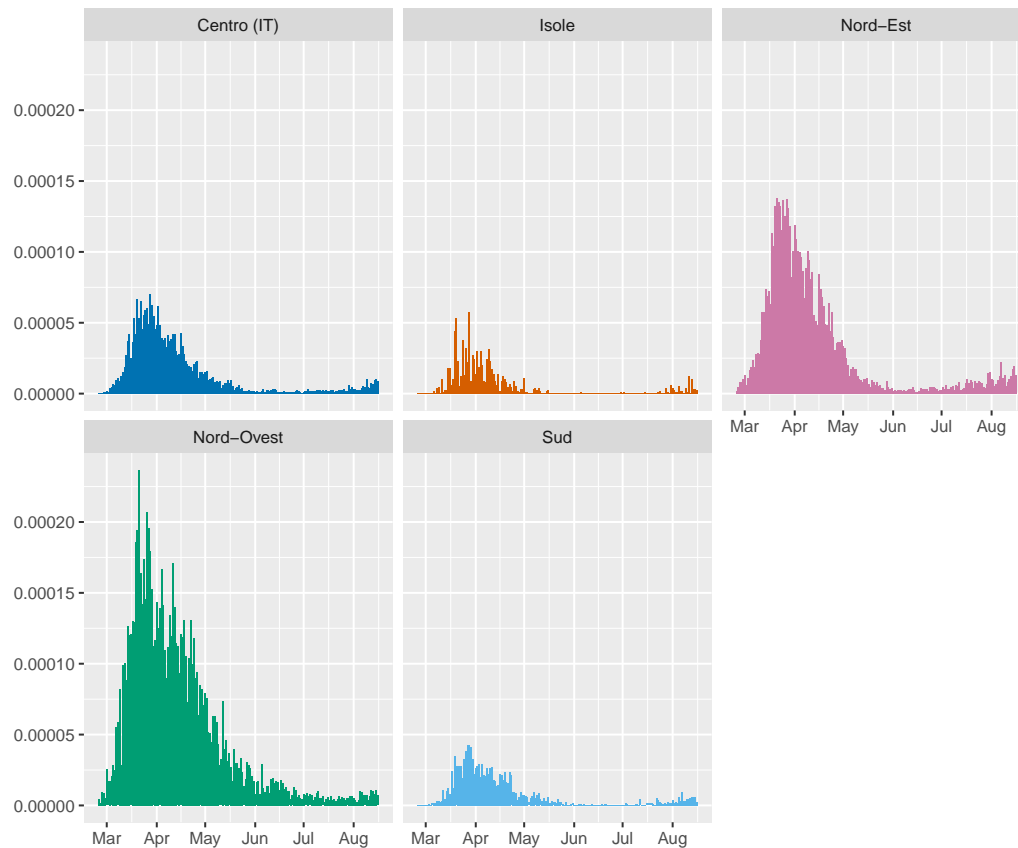 Centro (IT) Isole Nord−Est
0.00020
0.00015
0.00010
0.00005
0.00000
Mar Apr May Jun Jul Aug
Nord−Ovest Sud
0.00020
0.00015
0.00010
0.00005
0.00000
Mar Apr May Jun Jul Aug Mar Apr May Jun Jul Aug